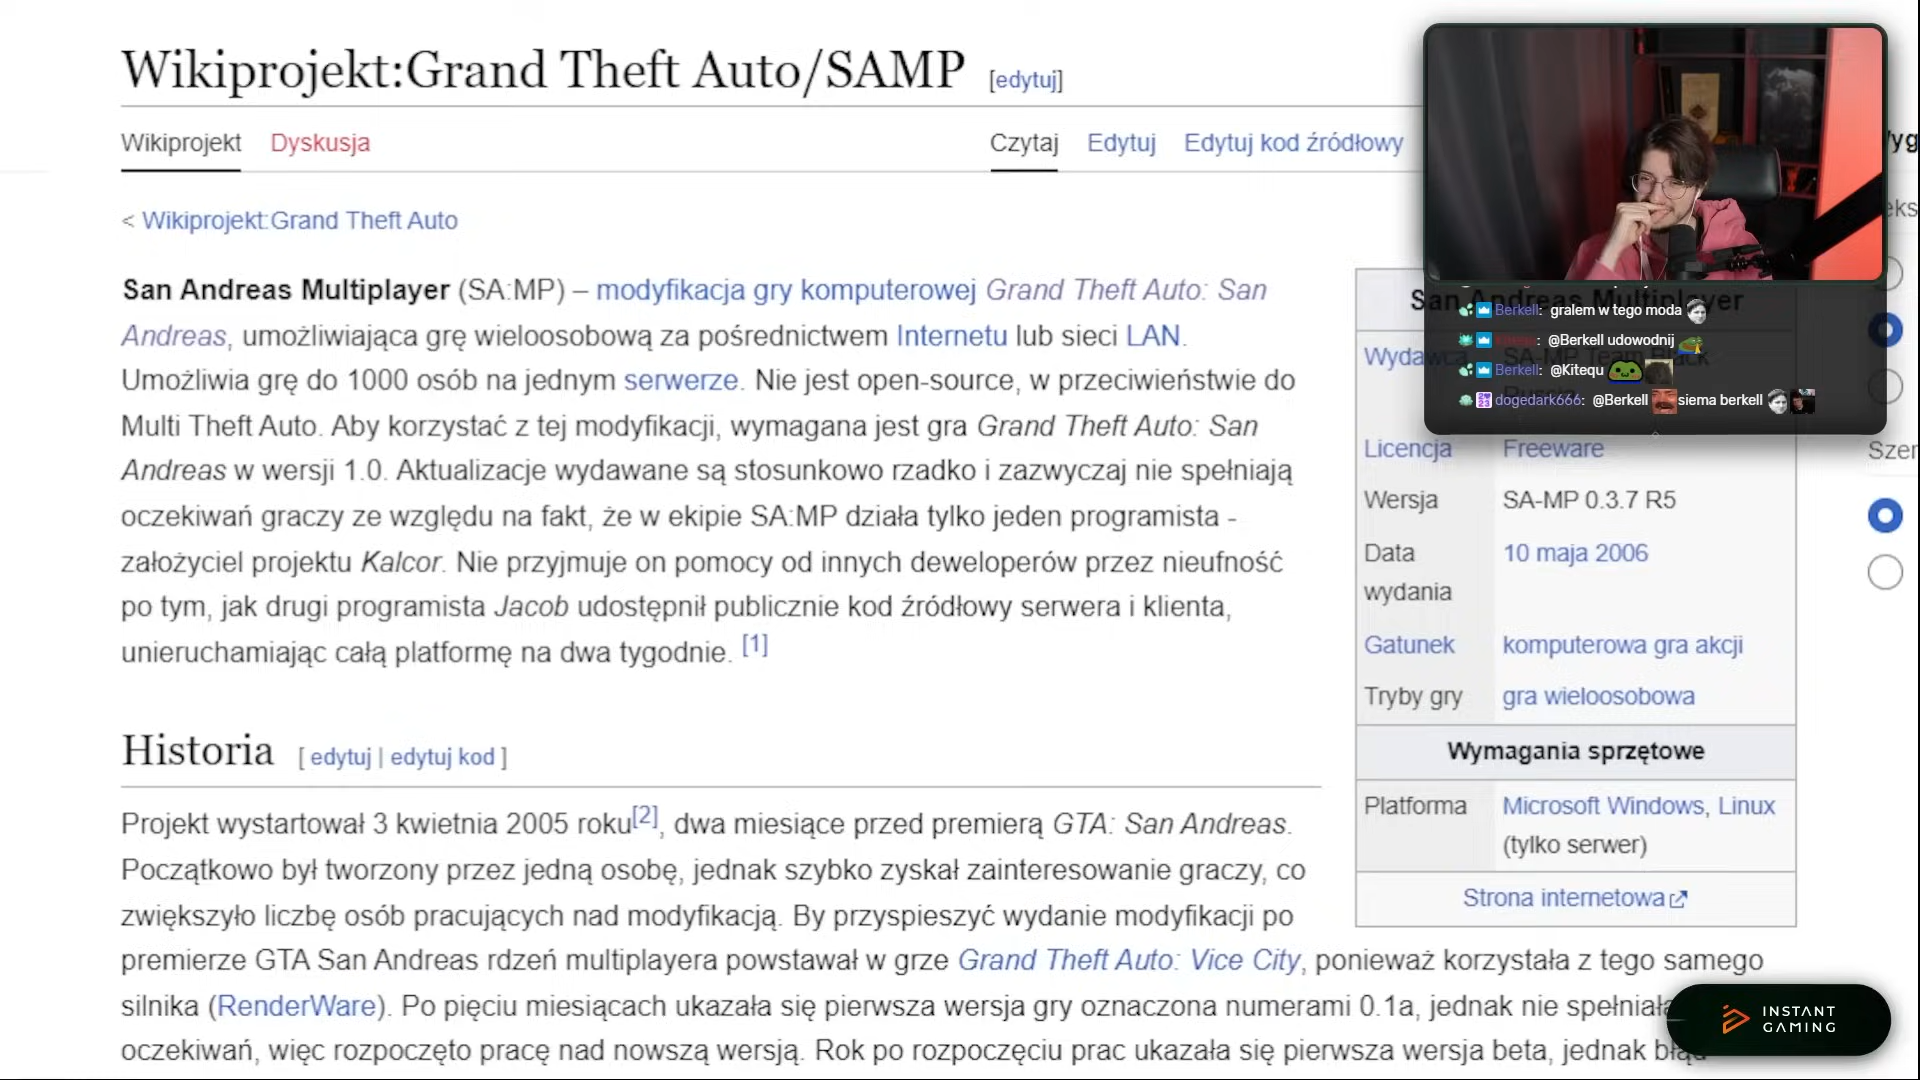 Wikiprojekt:Grand Theft Auto/SAMP [edytuj]
Wikiprojekt Dyskusja Czytaj Edytuj Edytuj kod źródłowy
< Wikiprojekt:Grand Theft Auto
San Andreas Multiplayer (SA:MP) – modyfikacja gry komputerowej Grand Theft Auto: San
Andreas, umożliwiająca grę wieloosobową za pośrednictwem Internetu lub sieci LAN.
Umożliwia grę do 1000 osób na jednym serwerze. Nie jest open-source, w przeciwieństwie do
Multi Theft Auto. Aby korzystać z tej modyfikacji, wymagana jest gra Grand Theft Auto: San
Andreas w wersji 1.0. Aktualizacje wydawane są stosunkowo rzadko i zazwyczaj nie spełniają
oczekiwań graczy ze względu na fakt, że w ekipie SA:MP działa tylko jeden programista -
założyciel projektu Kalcor. Nie przyjmuje on pomocy od innych deweloperów przez nieufność
po tym, jak drugi programista Jacob udostępnił publicznie kod źródłowy serwera i klienta,
unieruchamiając całą platformę na dwa tygodnie. [1]
Historia [ edytuj | edytuj kod ]
Projekt wystartował 3 kwietnia 2005 roku[2], dwa miesiące przed premierą GTA: San Andreas.
Początkowo był tworzony przez jedną osobę, jednak szybko zyskał zainteresowanie graczy, co
zwiększyło liczbę osób pracujących nad modyfikacją. By przyspieszyć wydanie modyfikacji po
premierze GTA San Andreas rdzeń multiplayera powstawał w grze Grand Theft Auto: Vice City, ponieważ korzystała z tego samego
silnika (RenderWare). Po pięciu miesiącach ukazała się pierwsza wersja gry oznaczona numerami 0.1a, jednak nie spełniała
oczekiwań, więc rozpoczęto pracę nad nowszą wersją. Rok po rozpoczęciu prac ukazała się pierwsza wersja beta, jednak
San Andreas Multiplayer
Wydawca SA-MP Team
Licencja Freeware
Wersja SA-MP 0.3.7 R5
Data wydania 10 maja 2006
Gatunek komputerowa gra akcji
Tryby gry gra wieloosobowa
Wymagania sprzętowe
Platforma Microsoft Windows, Linux
(tylko serwer)
Strona internetowa
Berkell: gralem w tego moda
@Berkell udowodnij
Berkell: @Kitequ
dogedark666: @Berkell siema berkell
Szer
INSTANT
GAMING